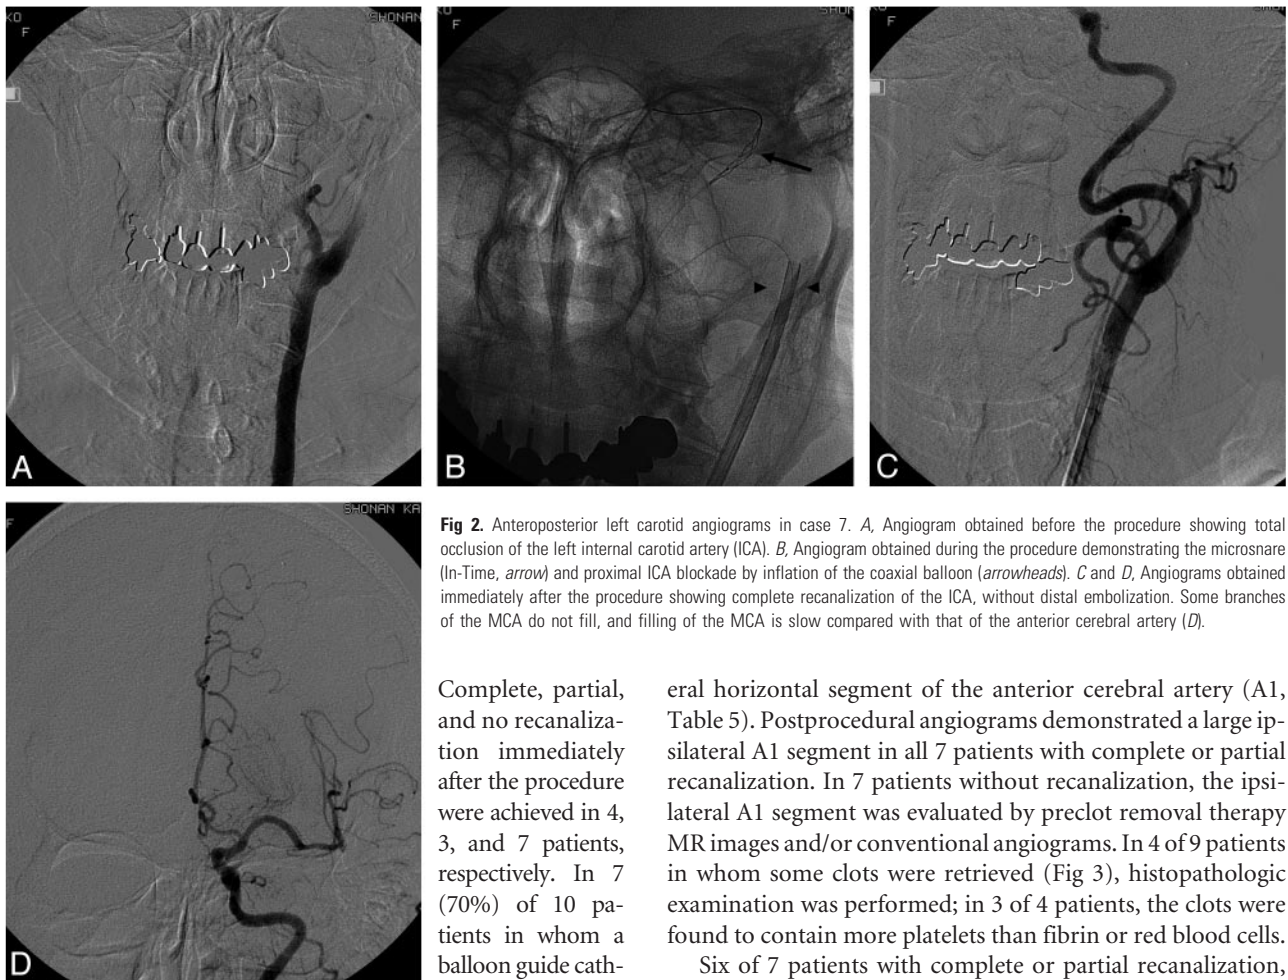 KO
F
SHONAN
A
KO
F
SHON
B
KO
F
SHONAN
C
F
SHONAN KA
D
Fig 2. Anteroposterior left carotid angiograms in case 7. A, Angiogram obtained before the procedure showing total
occlusion of the left internal carotid artery (ICA). B, Angiogram obtained during the procedure demonstrating the microsnare
(In-Time, arrow) and proximal ICA blockade by inflation of the coaxial balloon (arrowheads). C and D, Angiograms obtained
immediately after the procedure showing complete recanalization of the ICA, without distal embolization. Some branches
of the MCA do not fill, and filling of the MCA is slow compared with that of the anterior cerebral artery (D).
Complete, partial,
and no recanaliza-
tion immediately
after the procedure
were achieved in 4,
3, and 7 patients,
respectively. In 7
(70%) of 10 pa-
tients in whom a
balloon guide cath-
eral horizontal segment of the anterior cerebral artery (A1,
Table 5). Postprocedural angiograms demonstrated a large ip-
silateral A1 segment in all 7 patients with complete or partial
recanalization. In 7 patients without recanalization, the ipsi-
lateral A1 segment was evaluated by preclot removal therapy
MR images and/or conventional angiograms. In 4 of 9 patients
in whom some clots were retrieved (Fig 3), histopathologic
examination was performed; in 3 of 4 patients, the clots were
found to contain more platelets than fibrin or red blood cells.
Six of 7 patients with complete or partial recanalization,